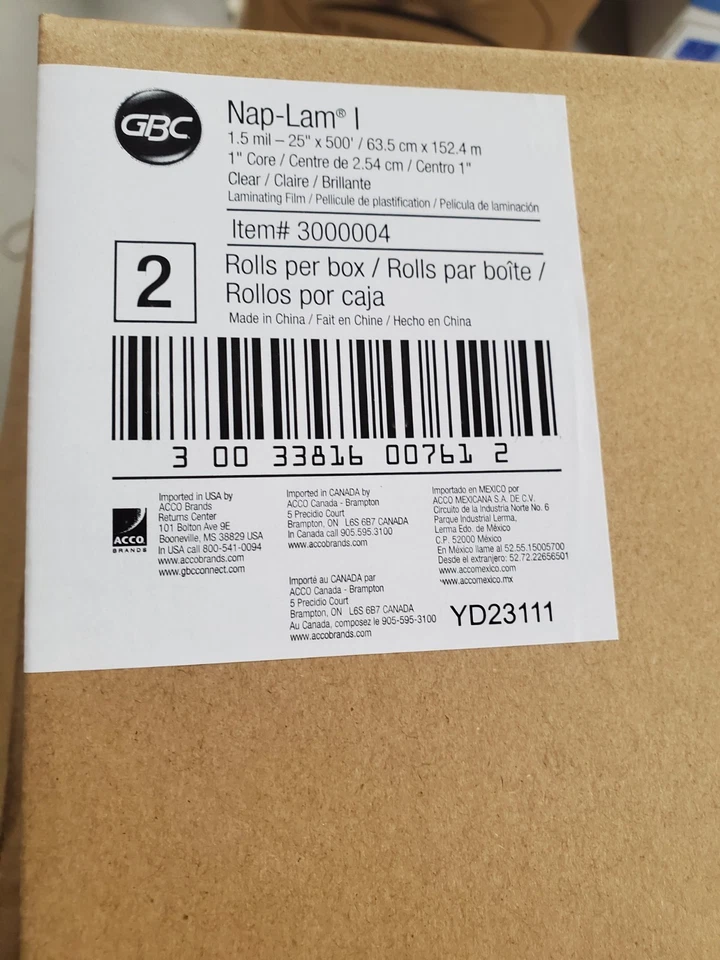 GBC
Nap-Lam® I
1.5 mil – 25" x 500' / 63.5 cm x 152.4 m
1" Core / Centre de 2.54 cm / Centro 1"
Clear / Claire / Brillante
Laminating Film / Pellicule de plastification / Película de laminación
Item# 3000004
2
Rolls per box / Rolls par boîte /
Rollos por caja
Made in China / Fait en Chine / Hecho en China
3 00 33816 00761 2
ACCO
BRANDS
Imported in USA by
ACCO Brands
Returns Center
101 Bolton Ave 9E
Booneville, MS 38829 USA
In USA call 800-541-0094
www.accobrands.com
www.gbcconnect.com
Imported in CANADA by
ACCO Canada - Brampton
5 Precidio Court
Brampton, ON L6S 6B7 CANADA
In Canada call 905.595.3100
www.accobrands.com
Importé au CANADA par
ACCO Canada - Brampton
5 Precidio Court
Brampton, ON L6S 6B7 CANADA
Au Canada, composez le 905-595-3100
www.accobrands.com
Importado en MEXICO por
ACCO MEXICANA S.A. DE C.V.
Circuito de la Industria Norte No. 6
Parque Industrial Lerma,
Lerma Edo. de México
C.P. 52000 México
En México llame al 52.55.15005700
Desde el extranjero: 52.72.22656501
www.accomexico.com
www.accomexico.mx
YD23111